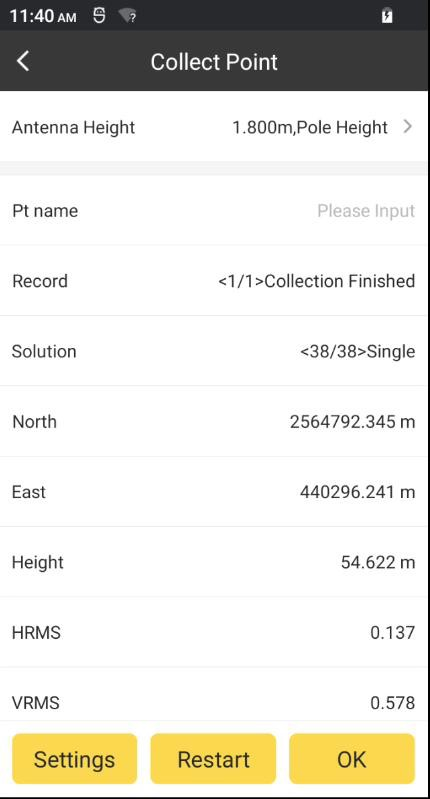 11:40 AM
Collect Point
Antenna Height 1.800m,Pole Height
Pt name Please Input
Record <1/1>Collection Finished
Solution <38/38>Single
North 2564792.345 m
East 440296.241 m
Height 54.622 m
HRMS 0.137
VRMS 0.578
Settings Restart OK